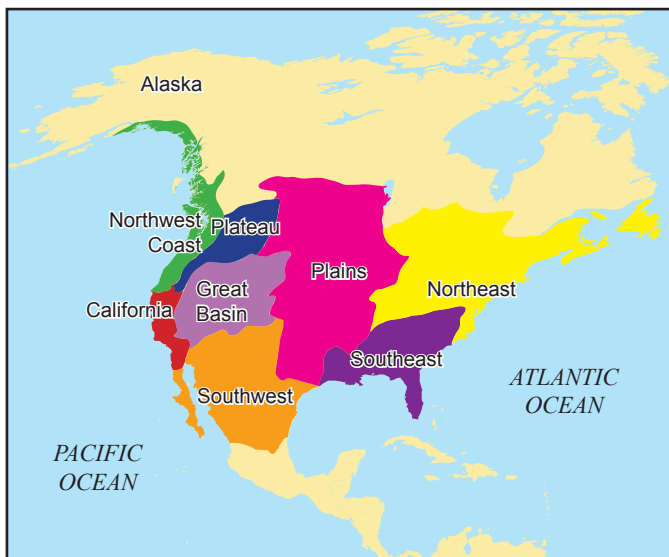 Alaska
Northwest
Coast
Plateau
Plains
Great
Basin
Northeast
California
Southeast
Southwest
ATLANTIC
OCEAN
PACIFIC
OCEAN